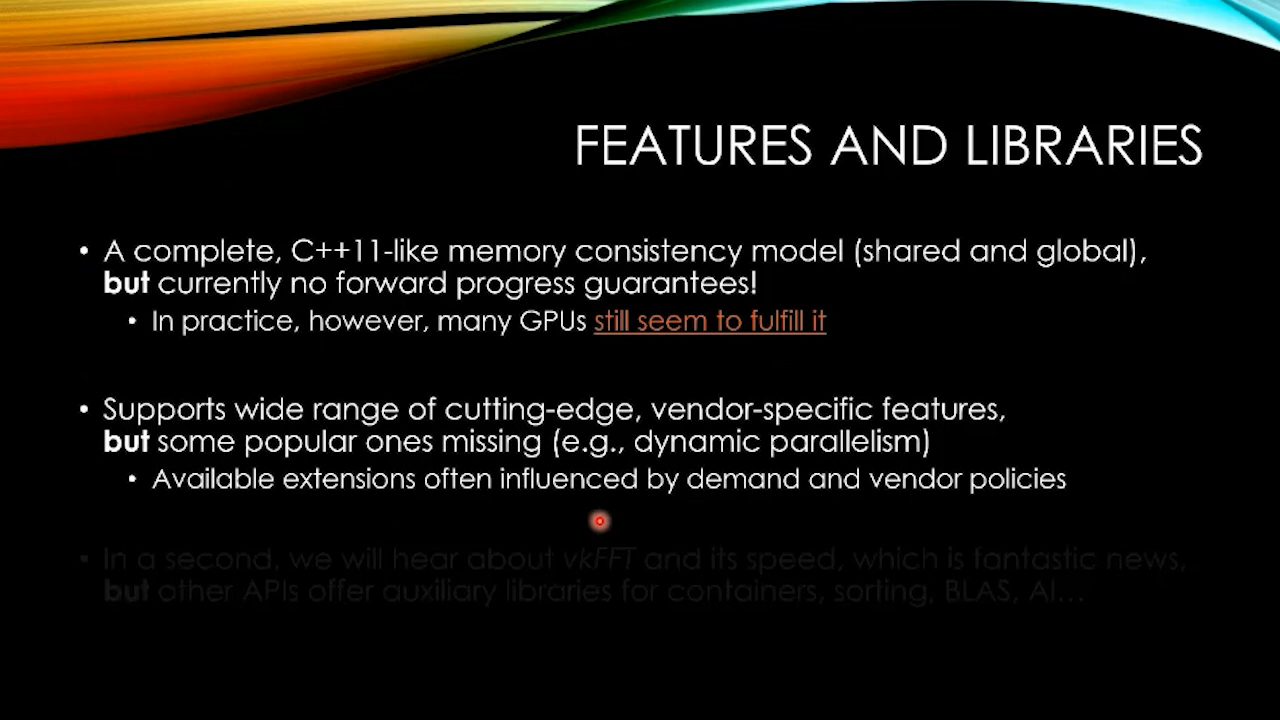 FEATURES AND LIBRARIES
• A complete, C++11-like memory consistency model (shared and global),
but currently no forward progress guarantees!
• In practice, however, many GPUs still seem to fulfill it
• Supports wide range of cutting-edge, vendor-specific features,
but some popular ones missing (e.g., dynamic parallelism)
• Available extensions often influenced by demand and vendor policies
• In a second, we will hear about vkFFT and its speed, which is fantastic news,
but other APIs offer auxiliary libraries for containers, sorting, BLAS, AI…